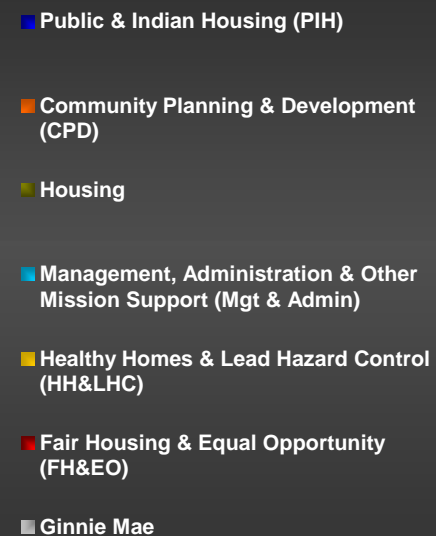 Public & Indian Housing (PIH)
Community Planning & Development
(CPD)
Housing
Management, Administration & Other
Mission Support (Mgt & Admin)
Healthy Homes & Lead Hazard Control
(HH&LHC)
Fair Housing & Equal Opportunity
(FH&EO)
Ginnie Mae